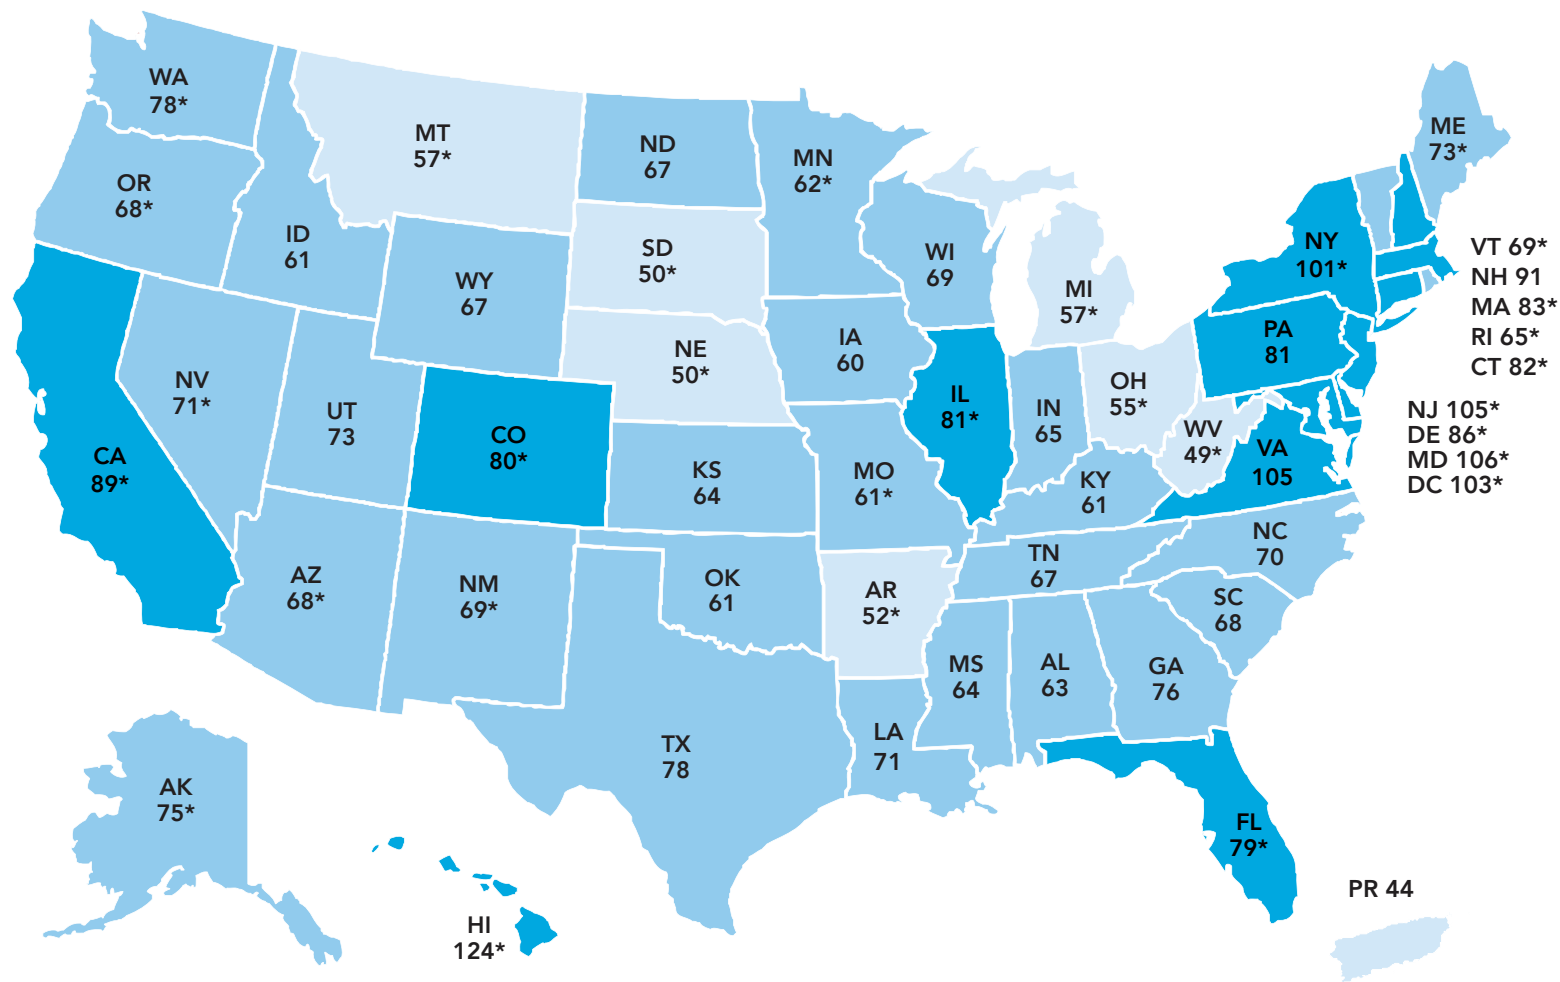 WA
78*
OR
68*
CA
89*
ID
61
NV
71*
MT
57*
WY
67
UT
73
AZ
68*
CO
80*
NM
69*
ND
67
SD
50*
NE
50*
KS
64
OK
61
TX
78
MN
62*
IA
60
MO
61*
AR
52*
LA
71
WI
69
IL
81*
MS
64
MI
57*
IN
65
OH
55*
KY
61
TN
67
AL
63
GA
76
FL
79*
SC
68
NC
70
WV
49*
VA
105
PA
81
NY
101*
ME
73*
VT 69*
NH 91
MA 83*
RI 65*
CT 82*
NJ 105*
DE 86*
MD 106*
DC 103*
AK
75*
HI
124*
PR 44